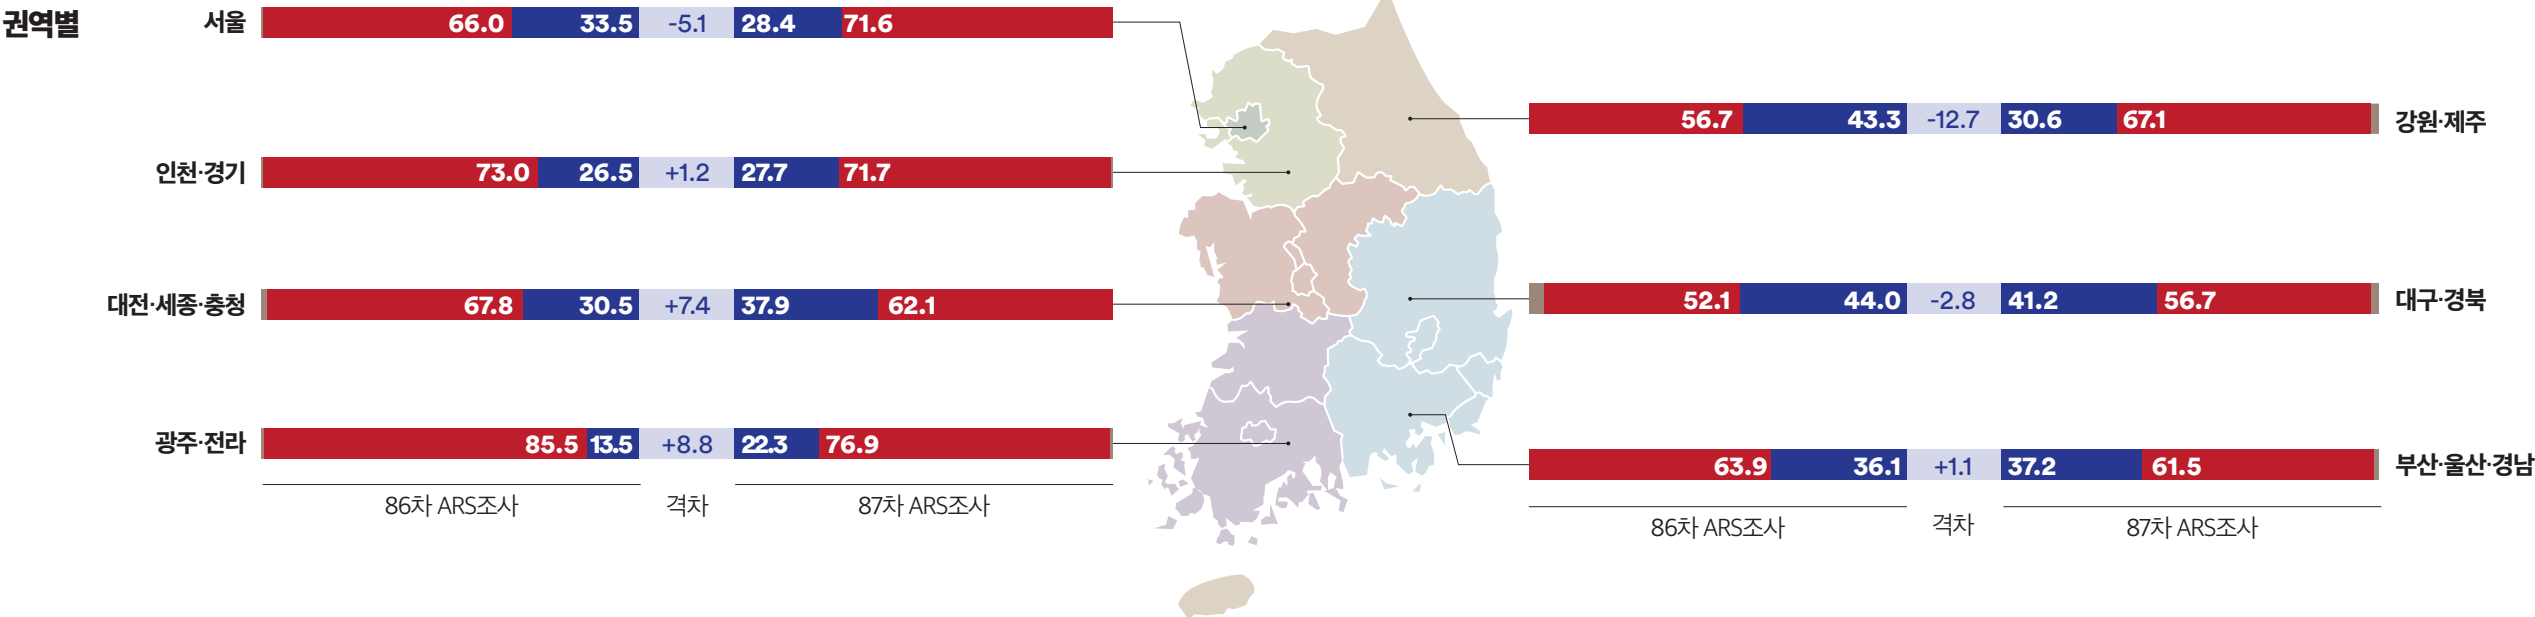 권역별
서울 66.0 33.5 -5.1 28.4 71.6
인천·경기 73.0 26.5 +1.2 27.7 71.7
대전·세종·충청 67.8 30.5 +7.4 37.9 62.1
광주·전라 85.5 13.5 +8.8 22.3 76.9
86차 ARS조사 격차 87차 ARS조사
56.7 43.3 -12.7 30.6 67.1 강원·제주
52.1 44.0 -2.8 41.2 56.7 대구·경북
63.9 36.1 +1.1 37.2 61.5 부산·울산·경남
86차 ARS조사 격차 87차 ARS조사